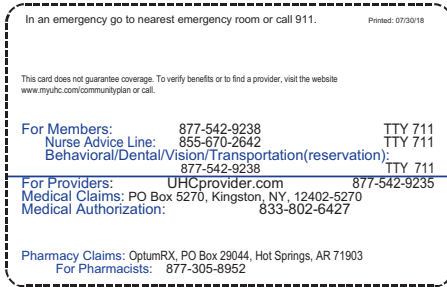 In an emergency go to nearest emergency room or call 911. Printed: 07/30/18
This card does not guarantee coverage. To verify benefits or to find a provider, visit the website
www.myuhc.com/communityplan or call.
For Members: 877-542-9238 TTY 711
Nurse Advice Line: 855-670-2642 TTY 711
Behavioral/Dental/Vision/Transportation(reservation):
877-542-9238 TTY 711
For Providers: UHCprovider.com 877-542-9235
Medical Claims: PO Box 5270, Kingston, NY, 12402-5270
Medical Authorization: 833-802-6427
Pharmacy Claims: OptumRX, PO Box 29044, Hot Springs, AR 71903
For Pharmacists: 877-305-8952